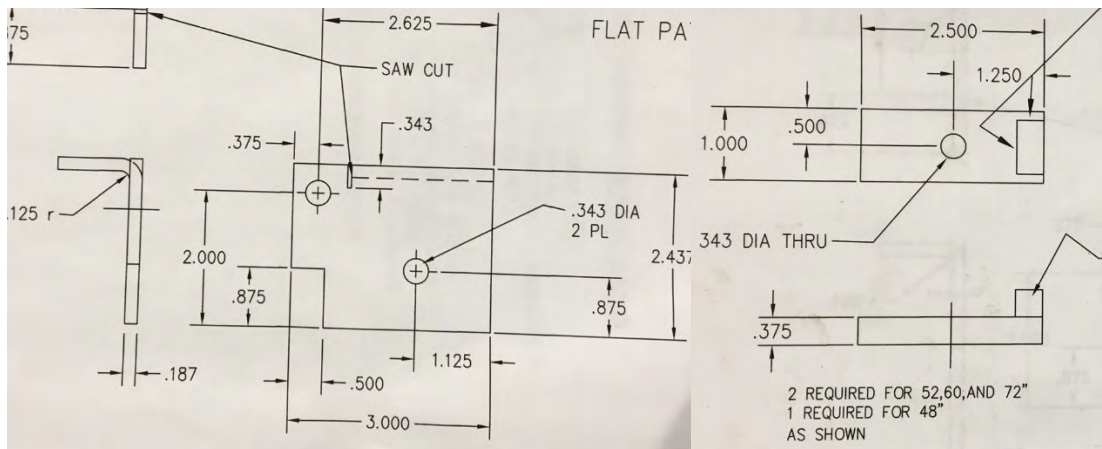 2.625
FLAT PA
SAW CUT
.343
.375
.125 r
.343 DIA
2 PL
2.000
2.437
.875
.875
1.125
.187
.500
3.000
2.500
1.250
.500
1.000
343 DIA THRU
.375
2 REQUIRED FOR 52,60,AND 72"
1 REQUIRED FOR 48"
AS SHOWN